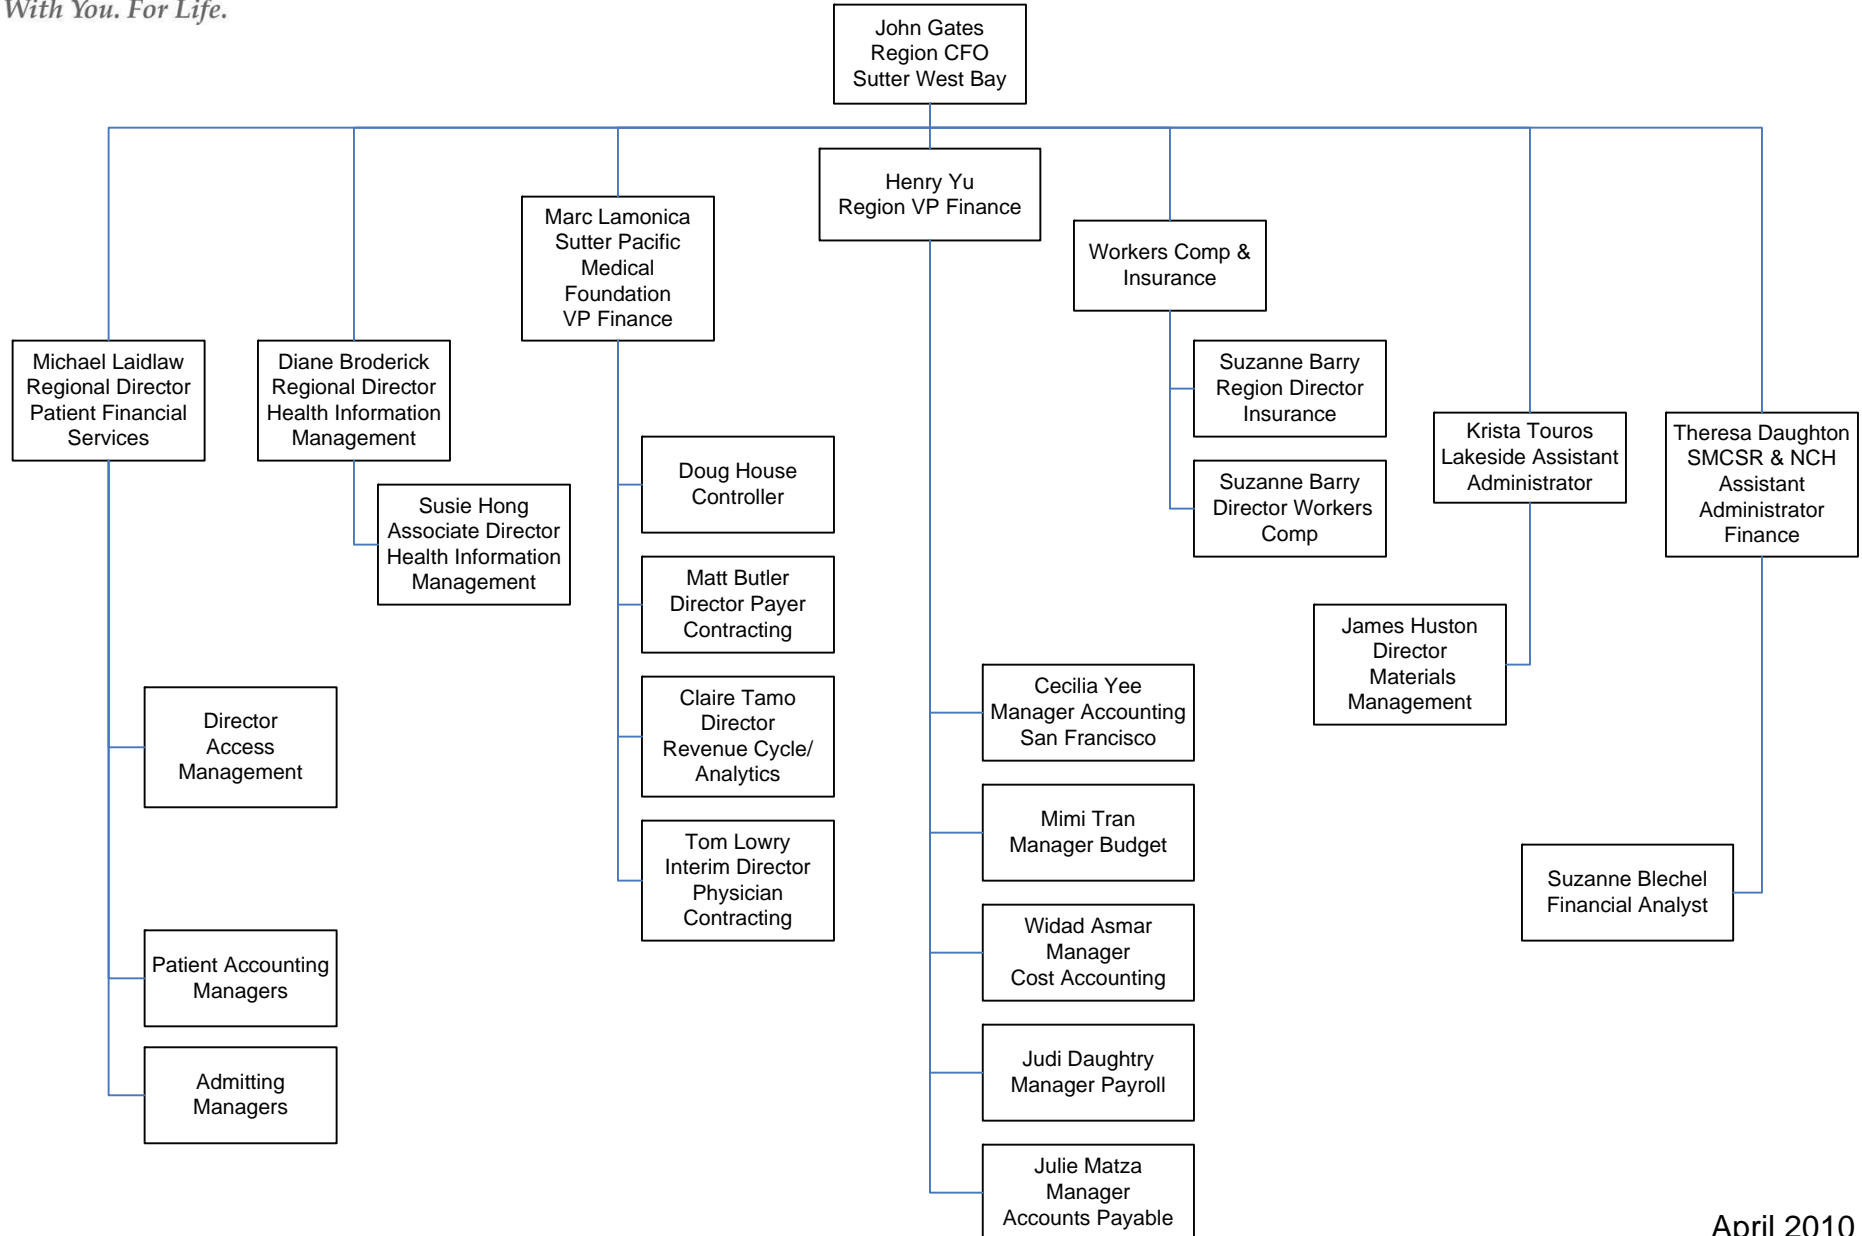 With You. For Life.
John Gates
Region CFO
Sutter West Bay
Henry Yu
Region VP Finance
Marc Lamonica
Sutter Pacific
Medical
Foundation
VP Finance
Workers Comp &
Insurance
Michael Laidlaw
Regional Director
Patient Financial
Services
Diane Broderick
Regional Director
Health Information
Management
Suzanne Barry
Region Director
Insurance
Krista Touros
Lakeside Assistant
Administrator
Theresa Daughton
SMCSR & NCH
Assistant
Administrator
Finance
Susie Hong
Associate Director
Health Information
Management
Doug House
Controller
Suzanne Barry
Director Workers
Comp
Matt Butler
Director Payer
Contracting
James Huston
Director
Materials
Management
Director
Access
Management
Claire Tamo
Director
Revenue Cycle/
Analytics
Cecilia Yee
Manager Accounting
San Francisco
Mimi Tran
Manager Budget
Tom Lowry
Interim Director
Physician
Contracting
Suzanne Blechel
Financial Analyst
Patient Accounting
Managers
Widad Asmar
Manager
Cost Accounting
Admitting
Managers
Judi Daughtry
Manager Payroll
Julie Matza
Manager
Accounts Payable
April 2010